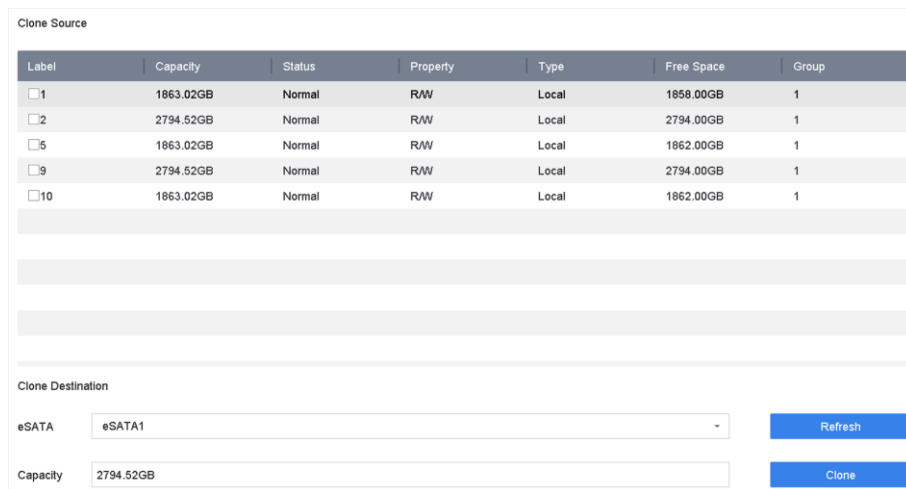 Clone Source
Label Capacity Status Property Type Free Space Group
1 1863.02GB Normal R/W Local 1858.00GB 1
2 2794.52GB Normal R/W Local 2794.00GB 1
5 1863.02GB Normal R/W Local 1862.00GB 1
9 2794.52GB Normal R/W Local 2794.00GB 1
10 1863.02GB Normal R/W Local 1862.00GB 1
Clone Destination
eSATA eSATA1 Refresh
Capacity 2794.52GB Clone